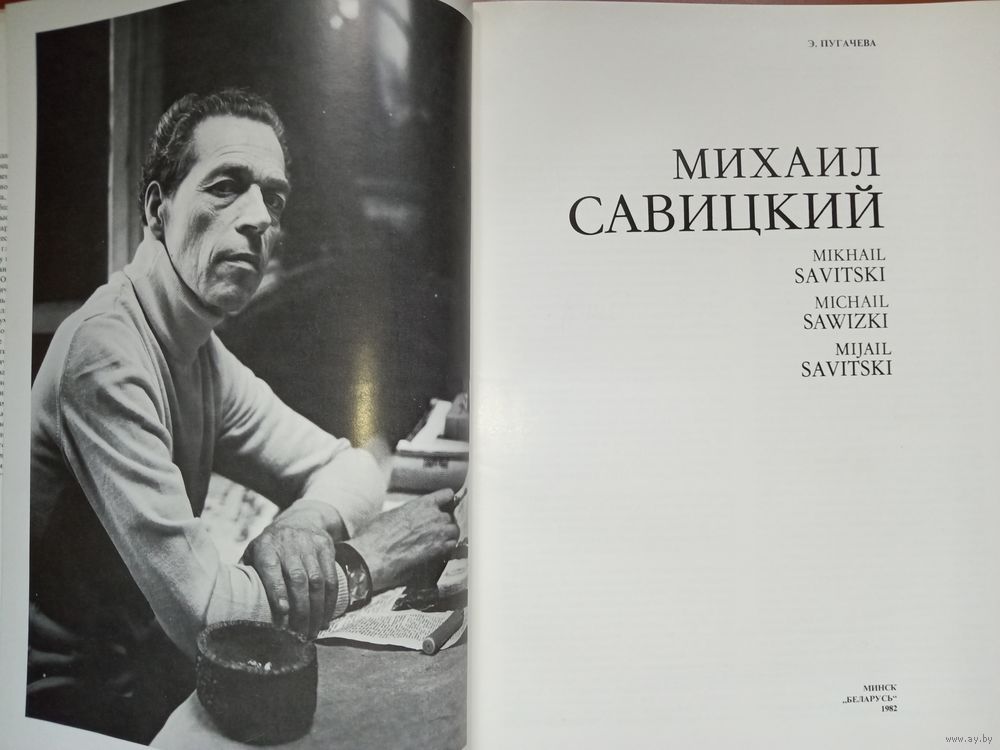 Э. ПУГАЧЕВА
МИХАИЛ
САВИЦКИЙ
MIKHAIL
SAVITSKI
MICHAIL
SAWIZKI
MIJAIL
SAVITSKI
МИНСК
„БЕЛАРУСЬ“
1982
www.ay.by